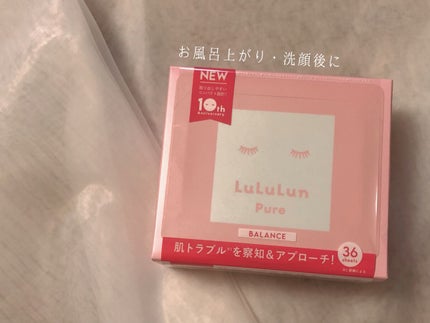 お風呂上がり・洗顔後に
NEW
10th
Anniversary
LuLuLun
Pure
BALANCE
肌トラブル を察知&アプローチ!
36
sheets